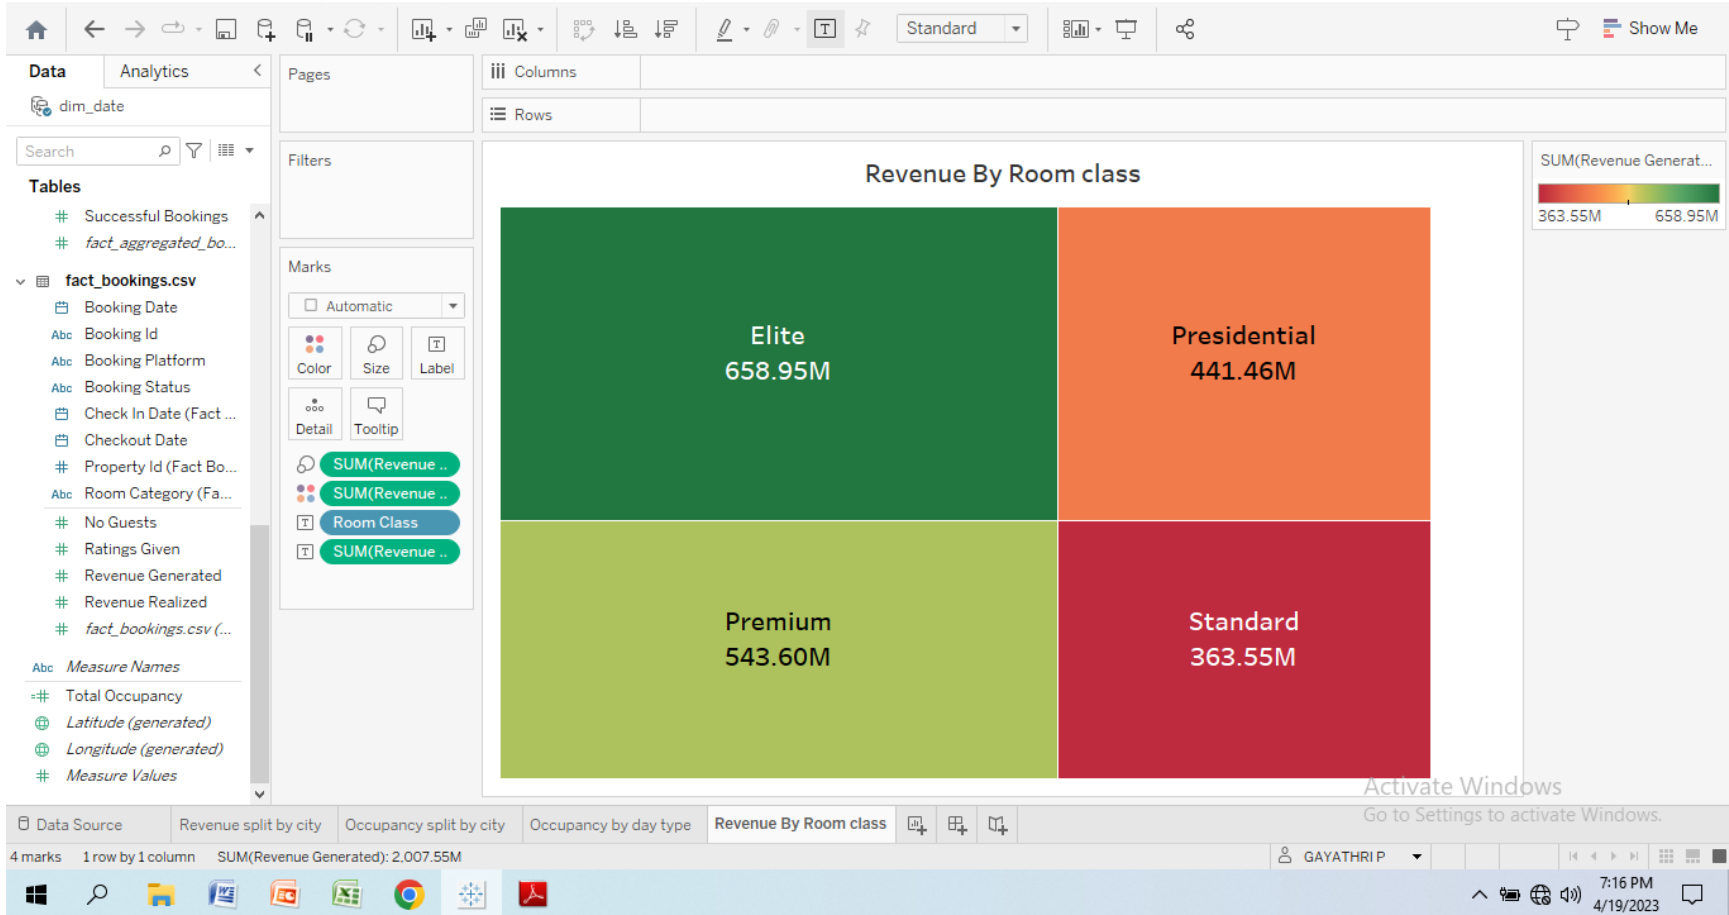 Standard
Show Me
Data
Analytics
Pages
Columns
dim_date
Rows
Search
Filters
Tables
Successful Bookings
fact_aggregated_bo...
fact_bookings.csv
Booking Date
Abc Booking Id
Abc Booking Platform
Abc Booking Status
Check In Date (Fact ...
Checkout Date
# Property Id (Fact Bo...
Abc Room Category (Fa...
# No Guests
# Ratings Given
# Revenue Generated
# Revenue Realized
# fact_bookings.csv (...
Abc Measure Names
=# Total Occupancy
Latitude (generated)
Longitude (generated)
# Measure Values
Marks
Automatic
Color
Size
T
Label
Detail
Tooltip
SUM(Revenue ..
SUM(Revenue ..
T Room Class
T SUM(Revenue ..
Revenue By Room class
Elite
658.95M
Presidential
441.46M
Premium
543.60M
Standard
363.55M
SUM(Revenue Generat...
363.55M
658.95M
Activate Windows
Go to Settings to activate Windows.
Data Source
Revenue split by city
Occupancy split by city
Occupancy by day type
Revenue By Room class
4 marks
1 row by 1 column
SUM(Revenue Generated): 2,007.55M
GAYATHRI P
7:16 PM
4/19/2023